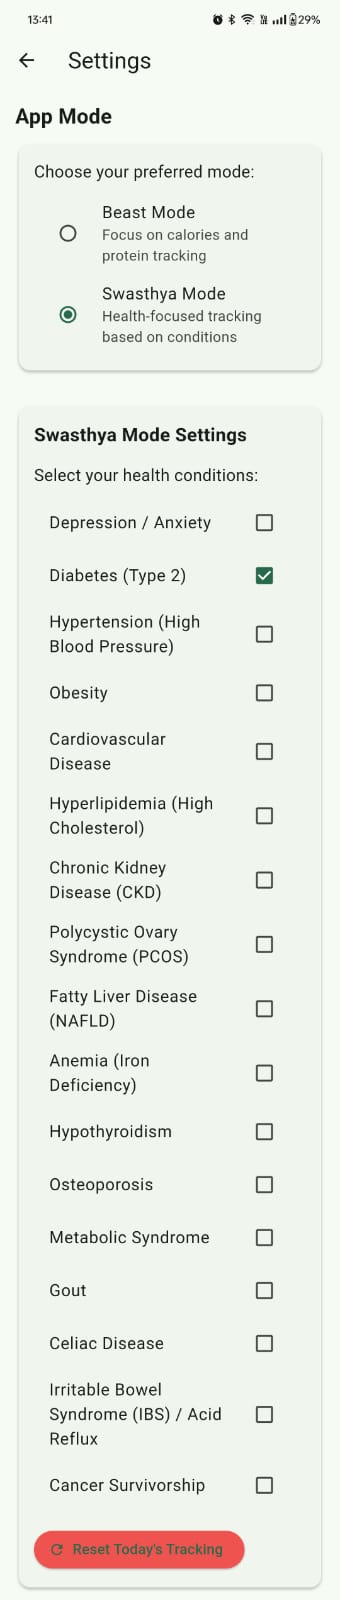 13:41
29%
Settings
App Mode
Choose your preferred mode:
Beast Mode
Focus on calories and
protein tracking
Swasthya Mode
Health-focused tracking
based on conditions
Swasthya Mode Settings
Select your health conditions:
Depression / Anxiety
Diabetes (Type 2)
Hypertension (High
Blood Pressure)
Obesity
Cardiovascular
Disease
Hyperlipidemia (High
Cholesterol)
Chronic Kidney
Disease (CKD)
Polycystic Ovary
Syndrome (PCOS)
Fatty Liver Disease
(NAFLD)
Anemia (Iron
Deficiency)
Hypothyroidism
Osteoporosis
Metabolic Syndrome
Gout
Celiac Disease
Irritable Bowel
Syndrome (IBS) / Acid
Reflux
Cancer Survivorship
Reset Today's Tracking